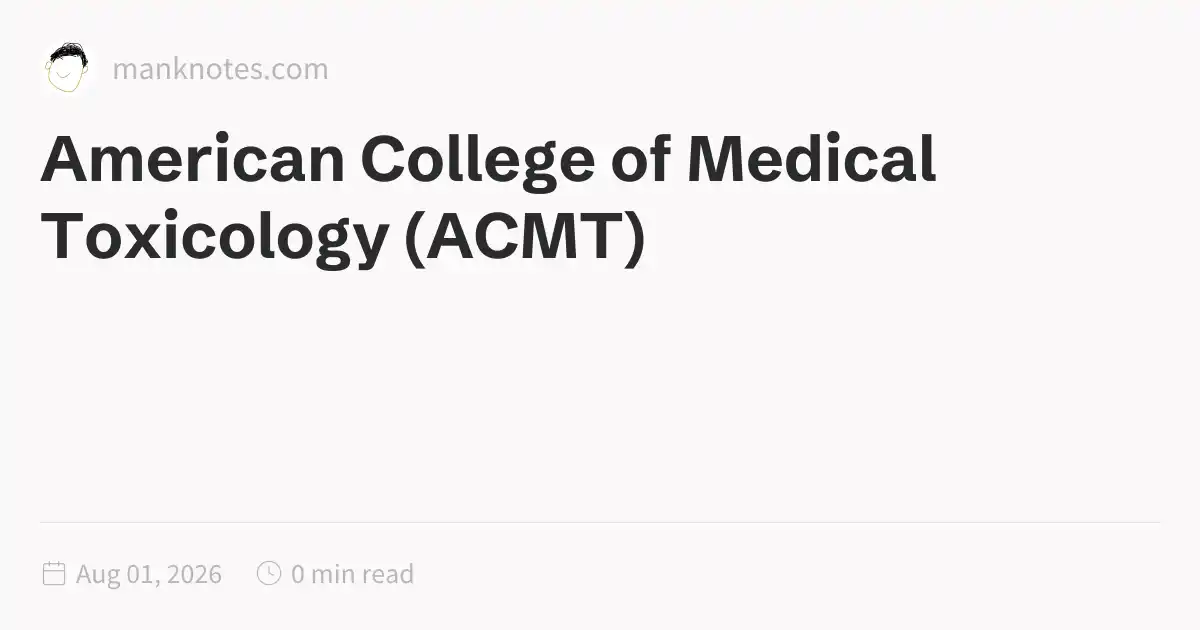 manknotes.com
American College of Medical
Toxicology (ACMT)
Aug 01, 2026 0 min read